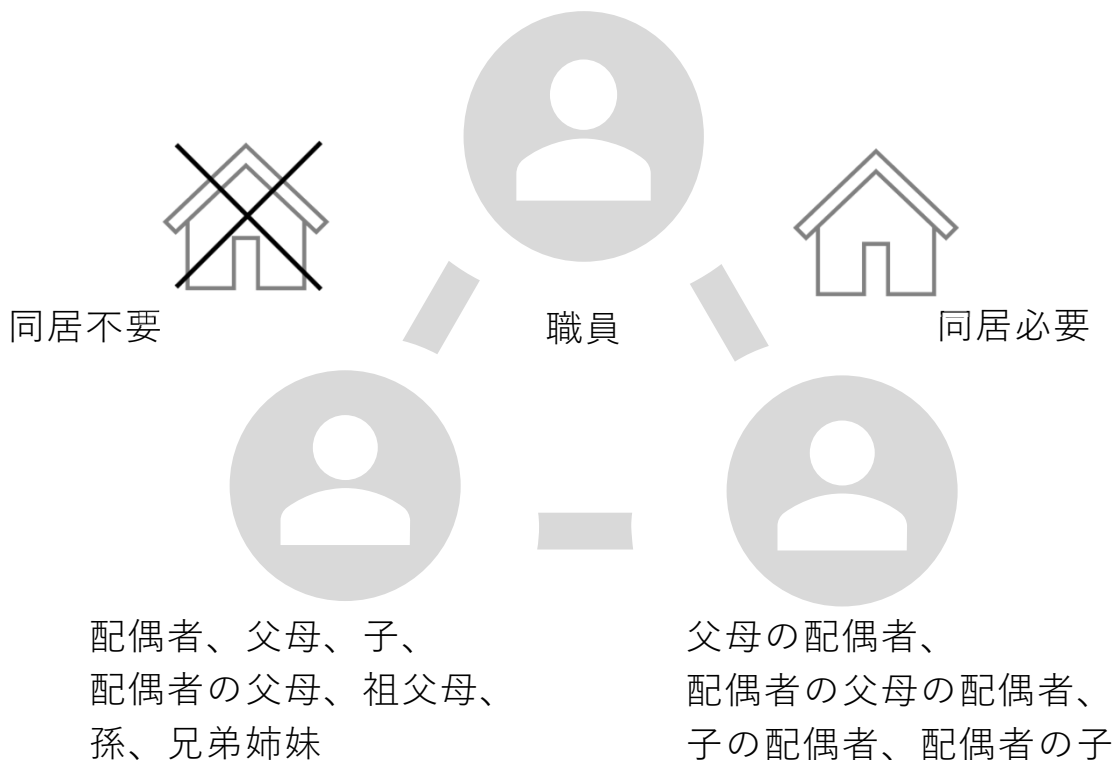 同居不要
職員
同居必要
配偶者、父母、子、
配偶者の父母、祖父母、
孫、兄弟姉妹
父母の配偶者、
配偶者の父母の配偶者、
子の配偶者、配偶者の子